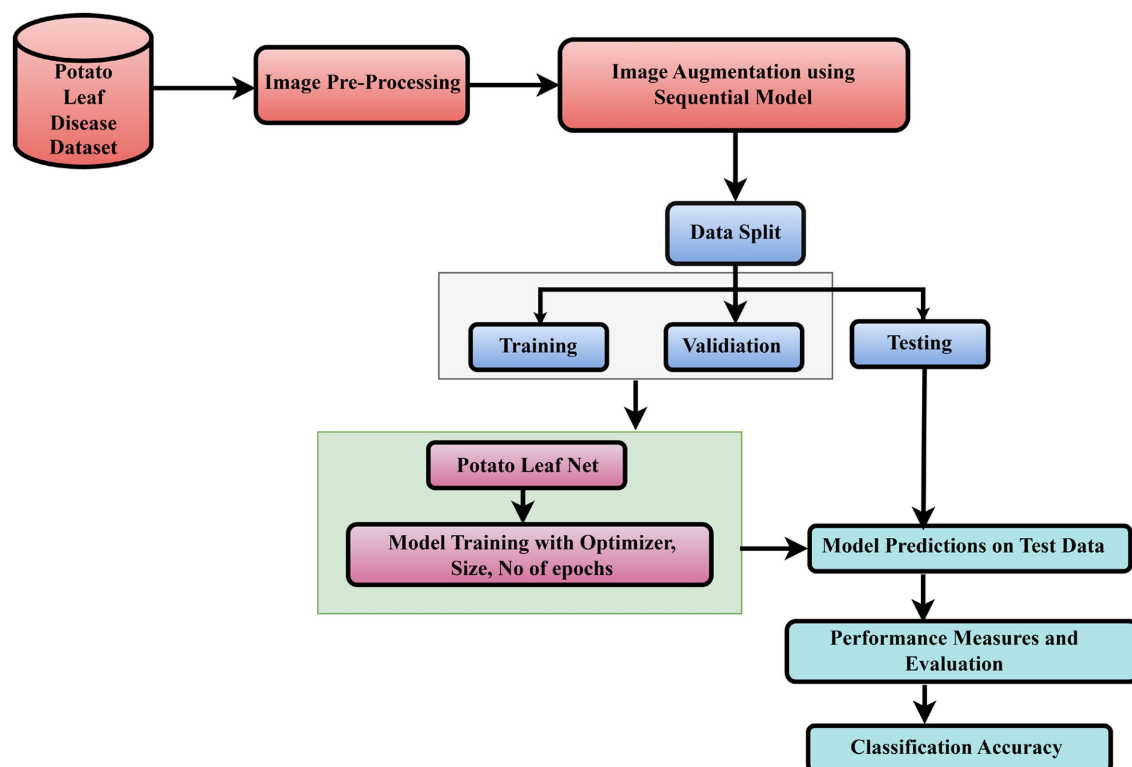 Potato
Leaf
Disease
Dataset
Image Pre-Processing
Image Augmentation using
Sequential Model
Data Split
Training
Validiation
Testing
Potato Leaf Net
Model Training with Optimizer,
Size, No of epochs
Model Predictions on Test Data
Performance Measures and
Evaluation
Classification Accuracy